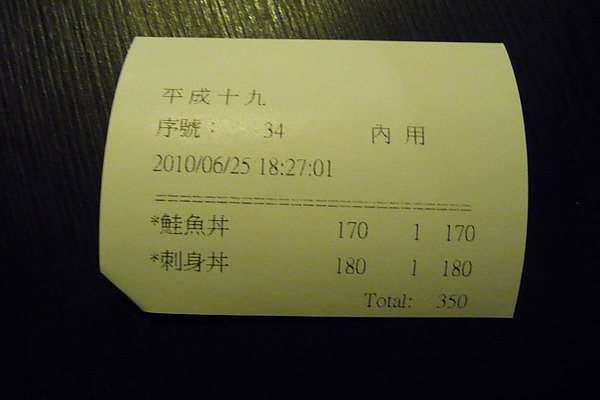 平成十九
序號： 34 內 用
2010/06/25 18:27:01
==========================================
*鮭魚丼 170 1 170
*刺身丼 180 1 180
Total: 350